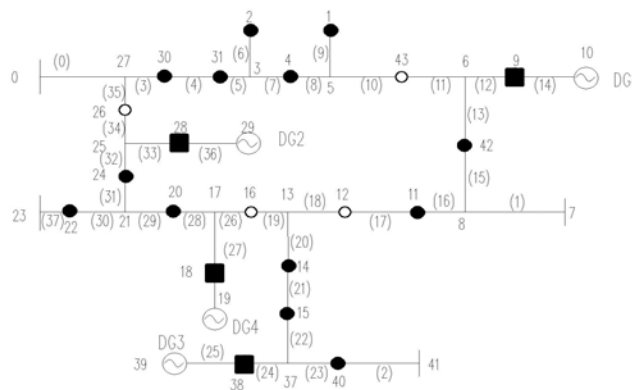 2 1
30 31 (6) (9) 43 6 9 10
0 (0) 27 3 4 5
(3) (4) (5) (7) (8) (10) (11) (12) (14) DG
(35)
26 (34) 28 29 (13)
25 DG2 42
(32) (33) (36)
24 (15)
(31) 20 17 16 13 (18) 12 11 (16) (1)
23 7
(37) (30) 21 (29) (28) (26) (19) (17) 8
22
(27) (20)
18 14
19 (21)
15
DG4
DG3 (22)
39 (25) (24) (23) (2) 41
38 37 40